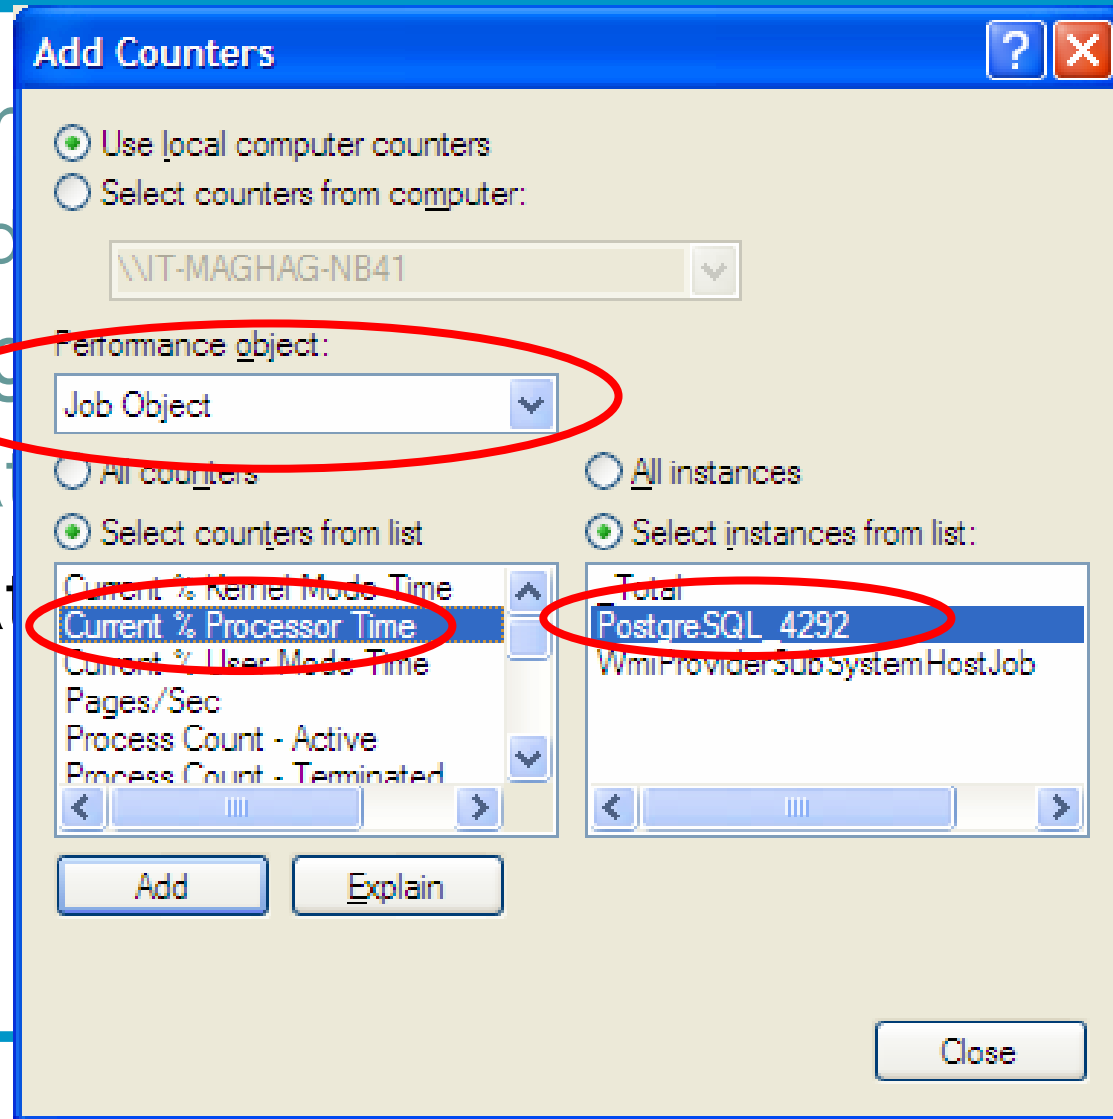 Add Counters
Use local computer counters
Select counters from computer:
\\IT-MAGHAG-NB41
Performance object:
Job Object
All counters
All instances
Select counters from list
Select instances from list:
Current % Kernel Mode Time
Current % Processor Time
Current % User Mode Time
Pages/Sec
Process Count - Active
Process Count - Terminated
_Total
PostgreSQL_4292
WmiProviderSubSystemHostJob
Add
Explain
Close